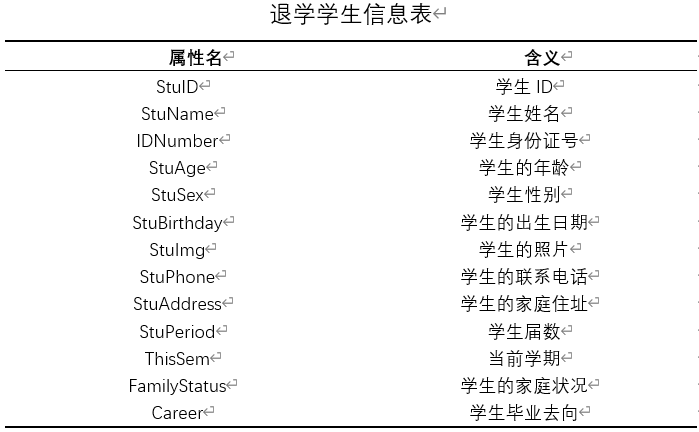 退学学生信息表
属性名 含义
StuID 学生 ID
StuName 学生姓名
IDNumber 学生身份证号
StuAge 学生的年龄
StuSex 学生性别
StuBirthday 学生的出生日期
StuImg 学生的照片
StuPhone 学生的联系电话
StuAddress 学生的家庭住址
StuPeriod 学生届数
ThisSem 当前学期
FamilyStatus 学生的家庭状况
Career 学生毕业去向